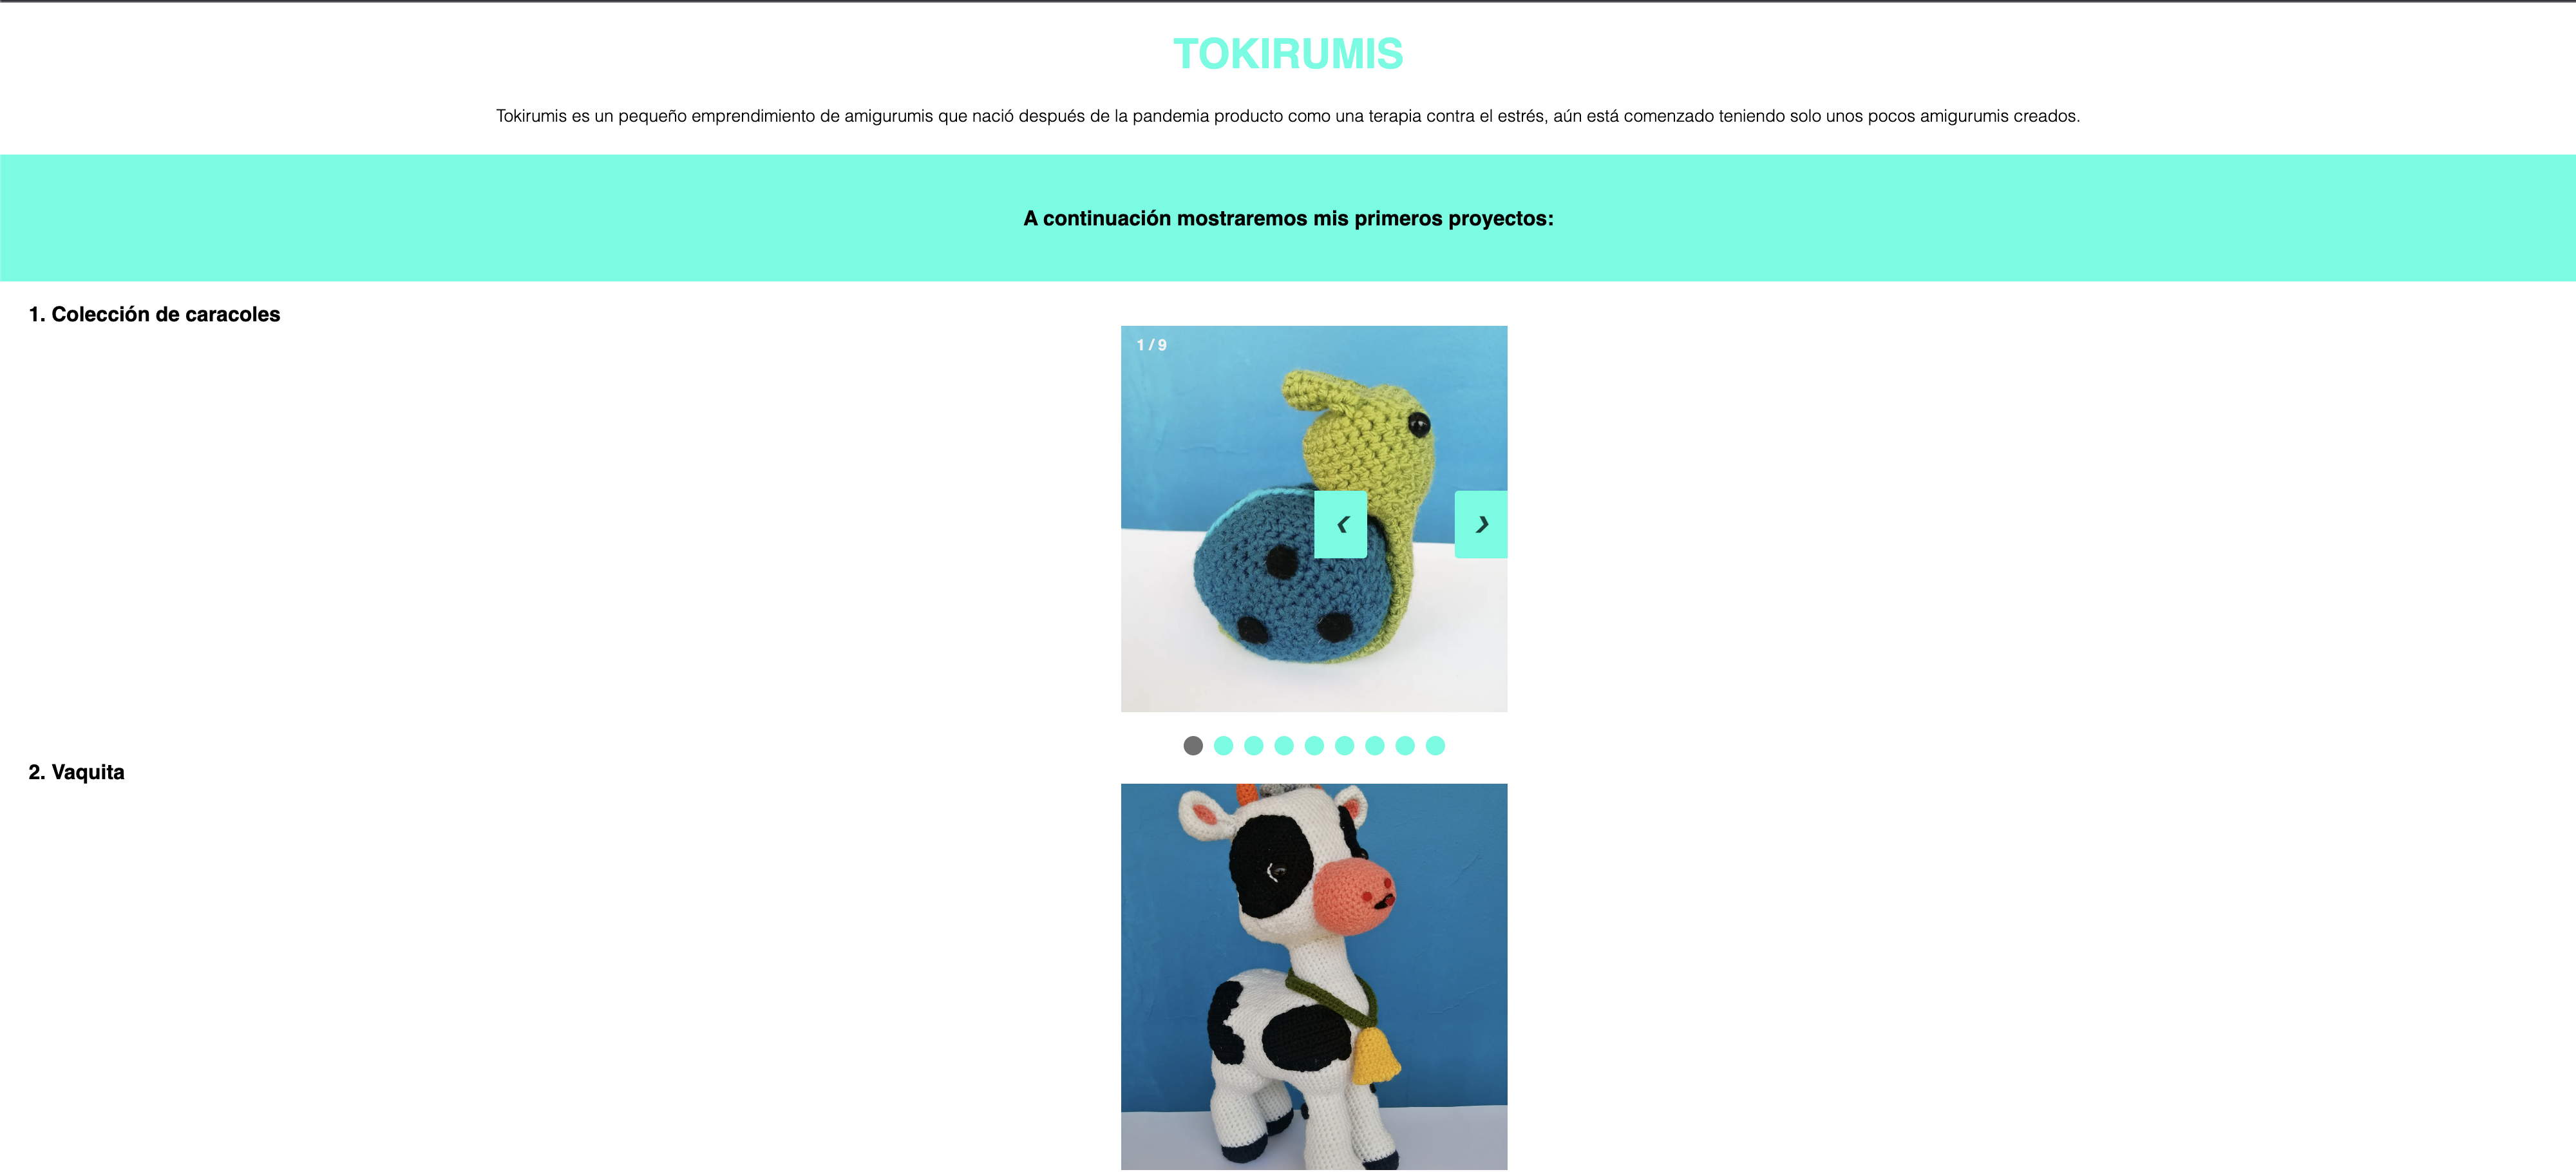 TOKIRUMIS
Tokirumis es un pequeño emprendimiento de amigurumis que nació después de la pandemia producto como una terapia contra el estrés, aún está comenzado teniendo solo unos pocos amigurumis creados.
A continuación mostraremos mis primeros proyectos:
1. Colección de caracoles
1 / 9
❮ ❯
2. Vaquita